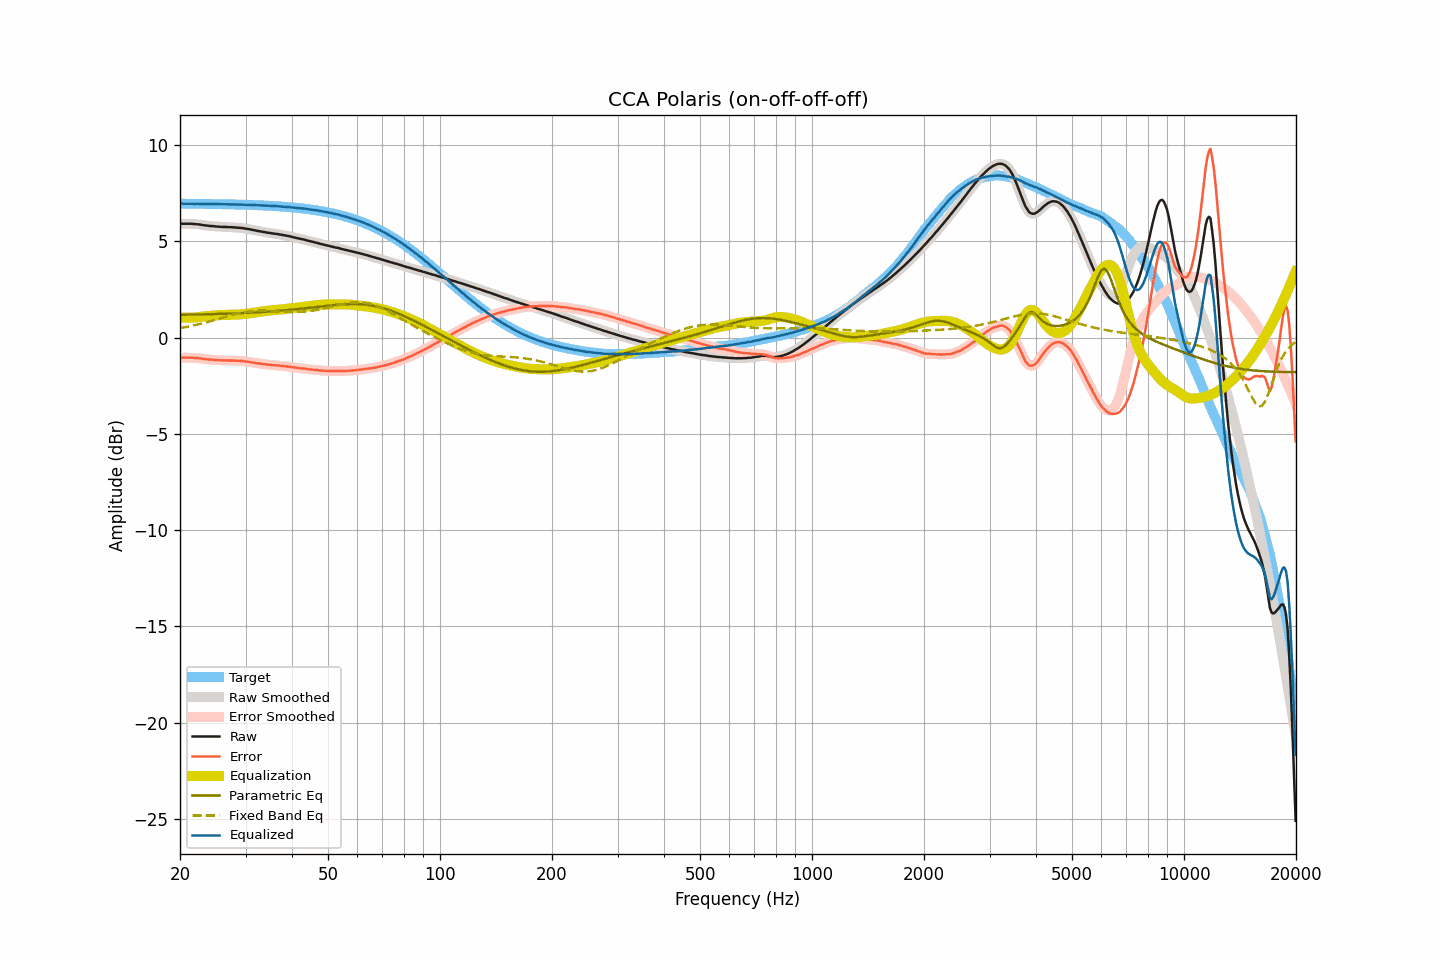 CCA Polaris (on-off-off-off)
10
5
0
−5
−10
−15
−20
−25
Amplitude (dBr)
Target
Raw Smoothed
Error Smoothed
Raw
Error
Equalization
Parametric Eq
Fixed Band Eq
Equalized
20 50 100 200 500 1000 2000 5000 10000 20000
Frequency (Hz)